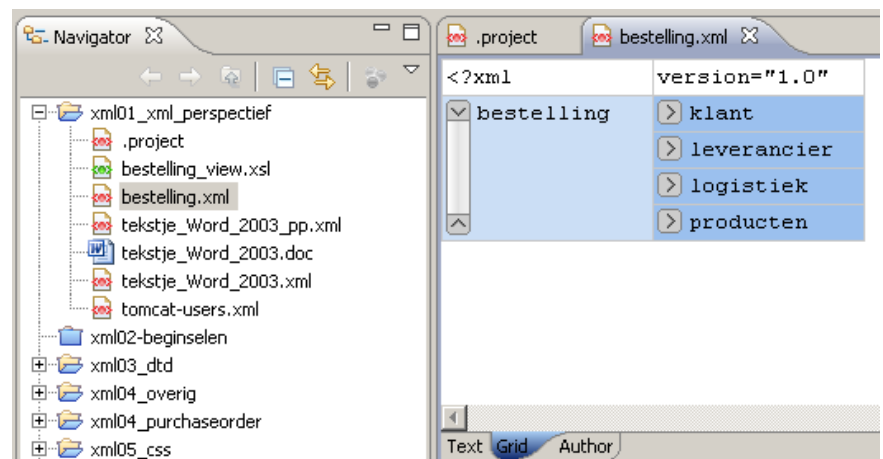 Navigator
xml01_xml_perspectief
.project
bestelling_view.xsl
bestelling.xml
tekstje_Word_2003_pp.xml
tekstje_Word_2003.doc
tekstje_Word_2003.xml
tomcat-users.xml
xml02-beginselen
xml03_dtd
xml04_overig
xml04_purchaseorder
xml05_css
.project bestelling.xml
<?xml version="1.0"
bestelling klant
leverancier
logistiek
producten
Text Grid Author